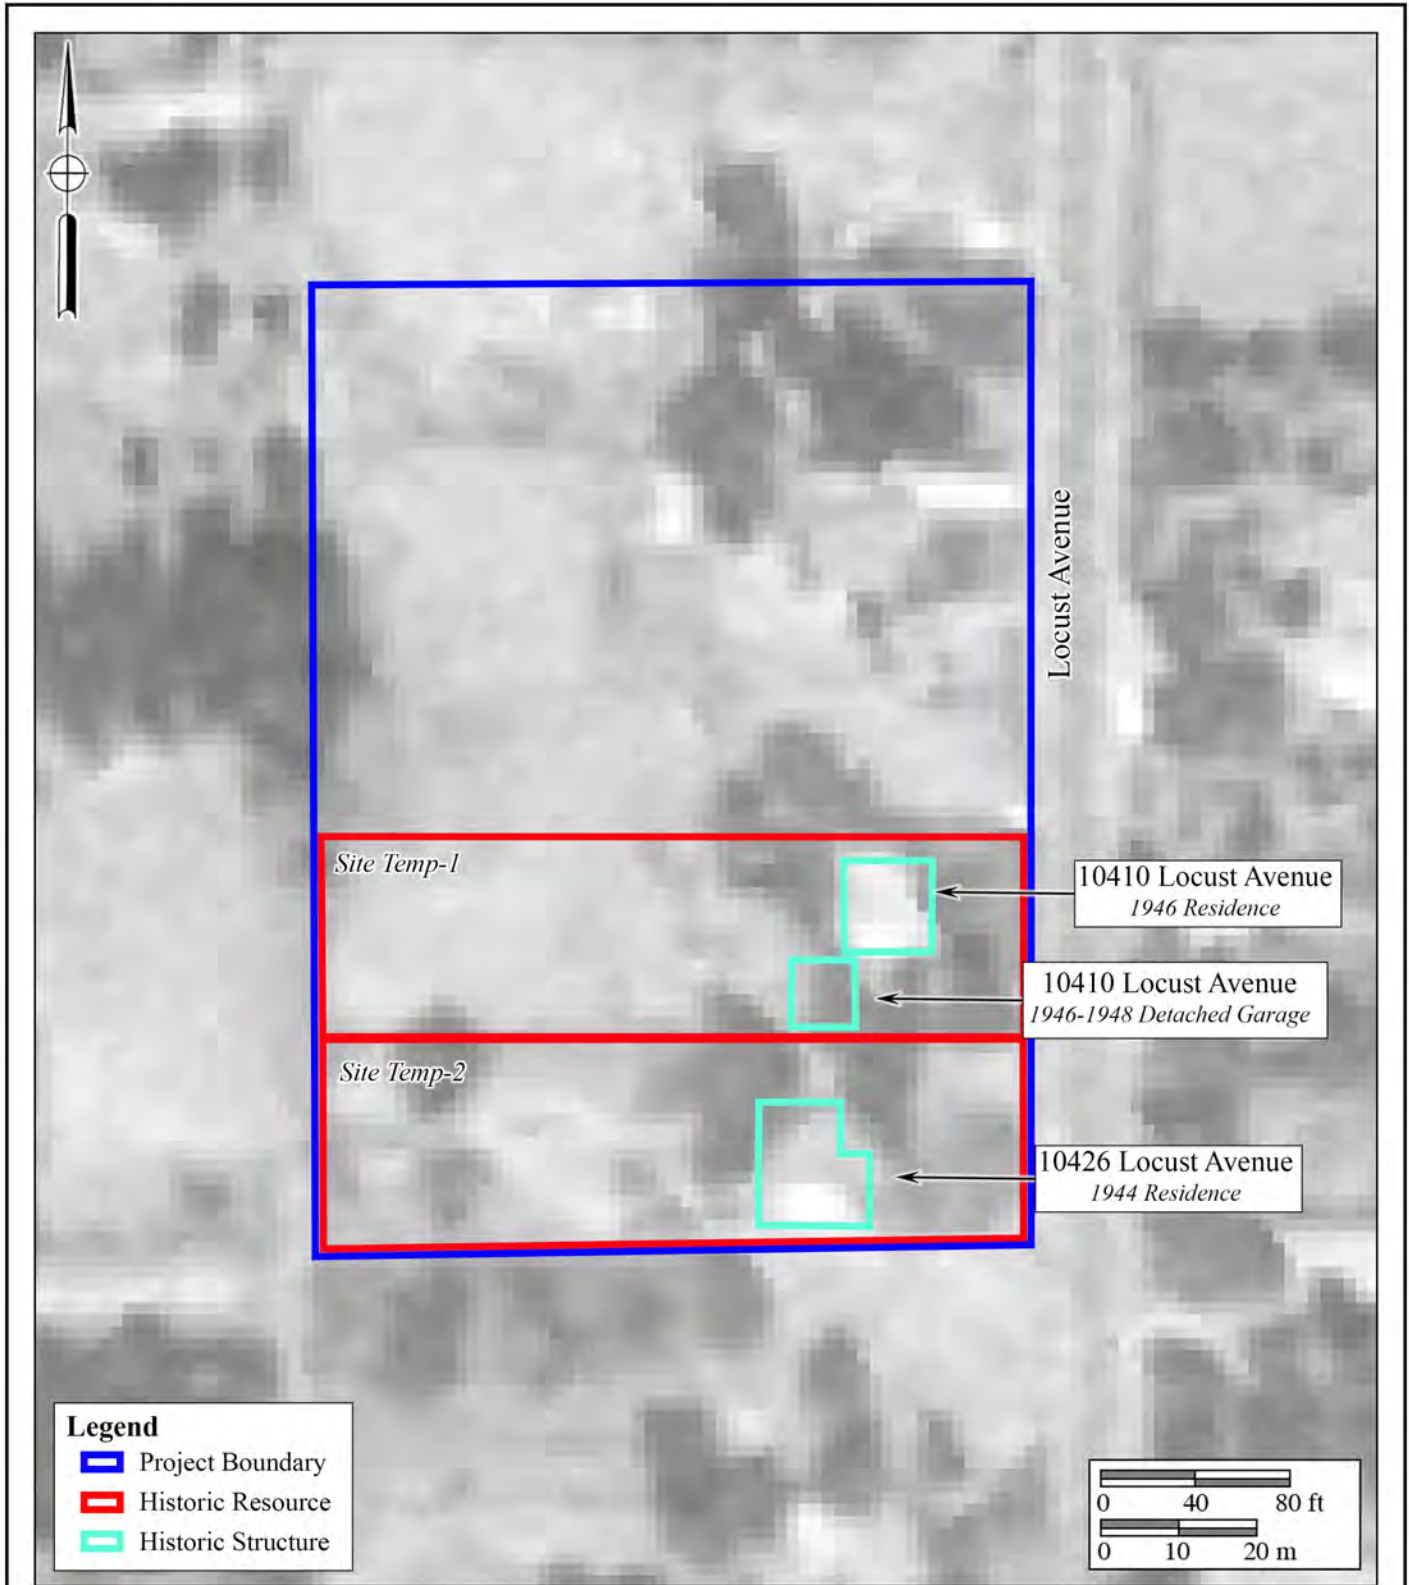 Locust Avenue
Site Temp-1
10410 Locust Avenue
1946 Residence
10410 Locust Avenue
1946-1948 Detached Garage
Site Temp-2
10426 Locust Avenue
1944 Residence
Legend
Project Boundary
Historic Resource
Historic Structure
0 40 80 ft
0 10 20 m